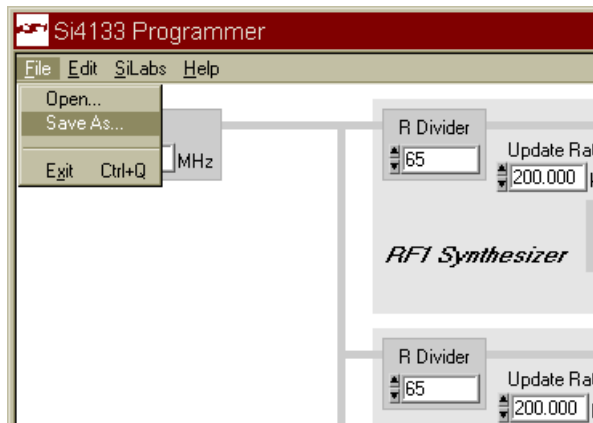 Si4133 Programmer
File Edit SiLabs Help
Open...
Save As...
Exit Ctrl+Q
MHz
R Divider
65
Update Ra
200.000
RF1 Synthesizer
R Divider
65
Update Ra
200.000